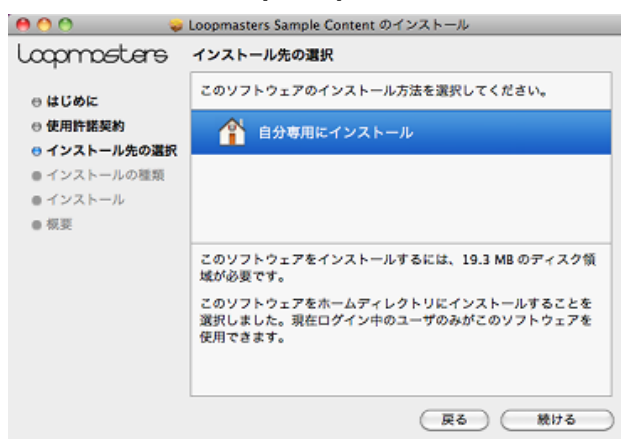 Loopmasters Sample Content のインストール
Loopmasters
インストール先の選択
はじめに
使用許諾契約
インストール先の選択
インストールの種類
インストール
概要
このソフトウェアのインストール方法を選択してください。
自分専用にインストール
このソフトウェアをインストールするには、19.3 MB のディスク領
域が必要です。
このソフトウェアをホームディレクトリにインストールすることを
選択しました。現在ログイン中のユーザのみがこのソフトウェアを
使用できます。
戻る
続ける